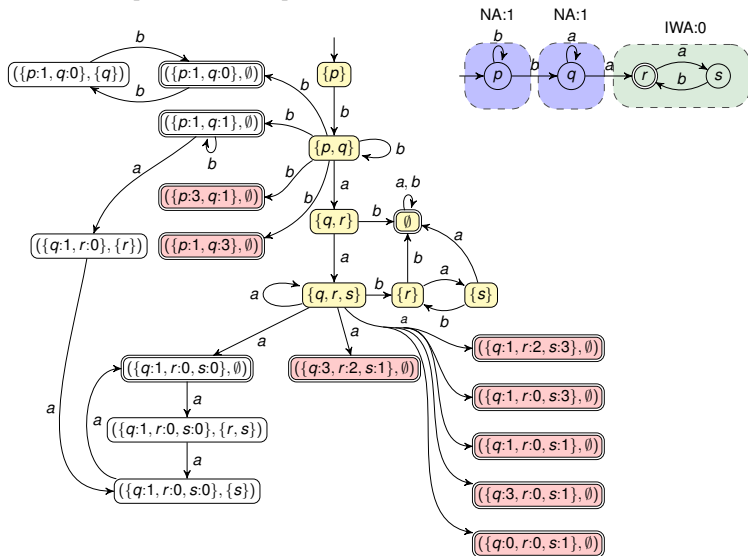 NA:1 NA:1 IWA:0
b a a
p b q a r b s
({p:1, q:0}, {q}) b b ({p:1, q:0}, ∅) {p}
b b
({p:1, q:1}, ∅) b b {p, q} b
a b a
({p:3, q:1}, ∅) b
a, b
({q:1, r:0}, {r}) ({p:1, q:3}, ∅) b {q, r} b ∅
a b a
a {q, r, s} b {r} a b {s}
a a a
({q:1, r:0, s:0}, ∅) ({q:3, r:2, s:1}, ∅) ({q:1, r:2, s:3}, ∅)
a a a ({q:1, r:0, s:3}, ∅)
({q:1, r:0, s:0}, {r, s}) ({q:1, r:0, s:1}, ∅)
a
({q:1, r:0, s:0}, {s}) ({q:3, r:0, s:1}, ∅)
({q:0, r:0, s:1}, ∅)